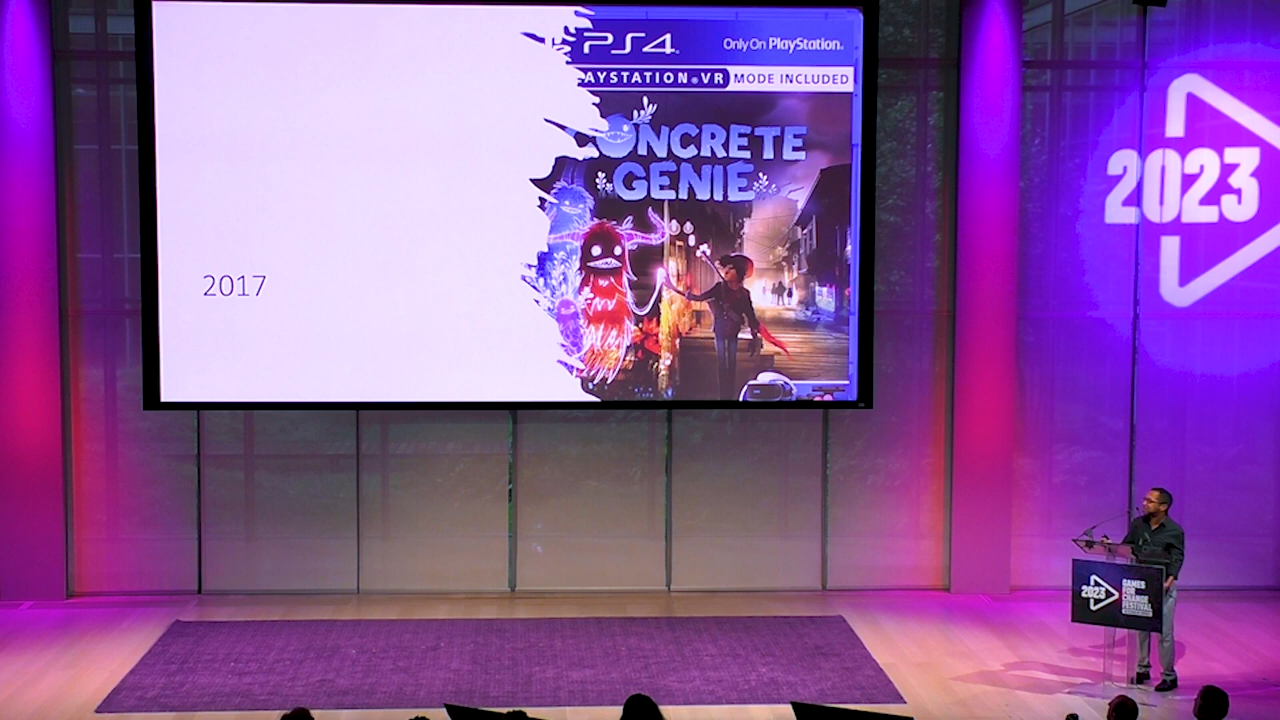 PS4
Only On PlayStation.
AYSTATION VR MODE INCLUDED
ONCRETE
GENIE
2017
2023
2023
GAMES
FOR
CHANGE
FESTIVAL